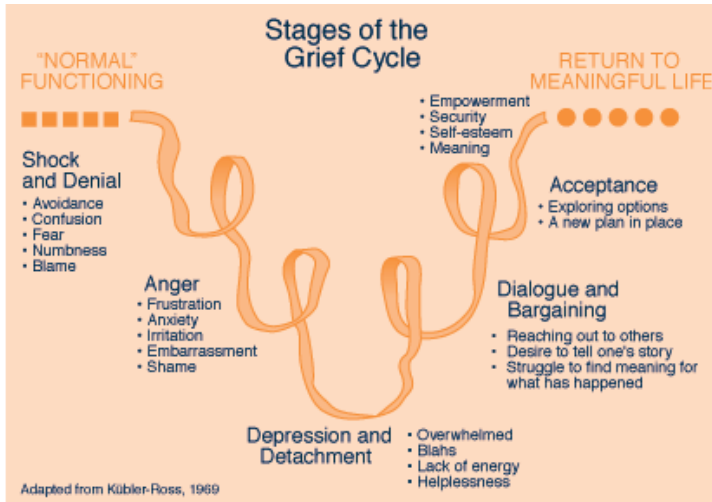 Stages of the
Grief Cycle
“NORMAL”
FUNCTIONING
RETURN TO
MEANINGFUL LIFE
• Empowerment
• Security
• Self-esteem
• Meaning
Shock
and Denial
• Avoidance
• Confusion
• Fear
• Numbness
• Blame
Acceptance
• Exploring options
• A new plan in place
Anger
• Frustration
• Anxiety
• Irritation
• Embarrassment
• Shame
Dialogue and
Bargaining
• Reaching out to others
• Desire to tell one's story
• Struggle to find meaning for
what has happened
Depression and
Detachment
• Overwhelmed
• Blahs
• Lack of energy
• Helplessness
Adapted from Kübler-Ross, 1969